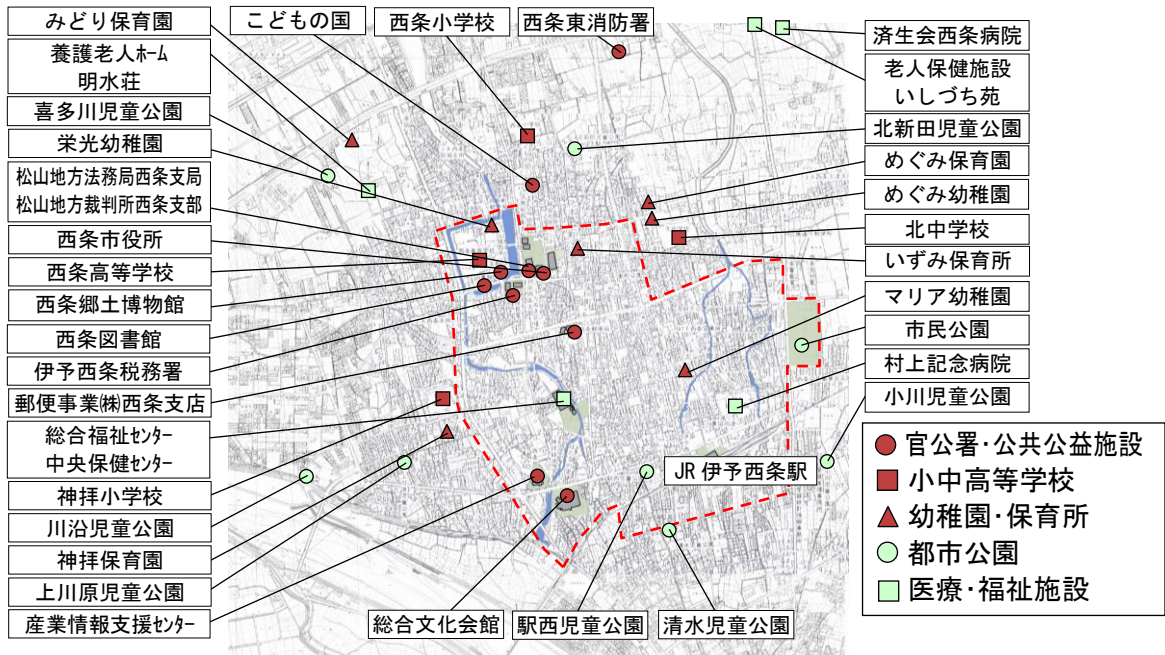 みどり保育園
養護老人ホーム
明水荘
喜多川児童公園
栄光幼稚園
松山地方法務局西条支局
松山地方裁判所西条支部
西条市役所
西条高等学校
西条郷土博物館
西条図書館
伊予西条税務署
郵便事業㈱西条支店
総合福祉センター
中央保健センター
神拝小学校
川沿児童公園
神拝保育園
上川原児童公園
産業情報支援センター
こどもの国
西条小学校
西条東消防署
済生会西条病院
老人保健施設
いしづち苑
北新田児童公園
めぐみ保育園
めぐみ幼稚園
北中学校
いずみ保育所
マリア幼稚園
市民公園
村上記念病院
小川児童公園
JR 伊予西条駅
総合文化会館
駅西児童公園
清水児童公園
官公署・公共公益施設
小中高等学校
幼稚園・保育所
都市公園
医療・福祉施設